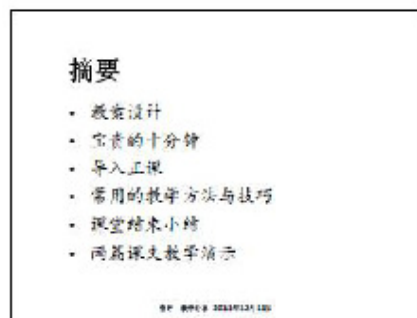 摘要
• 教案设计
• 宝贵的十分钟
• 导入正课
• 常用的教学方法与技巧
• 课堂结束小结
• 两篇课文教学演示